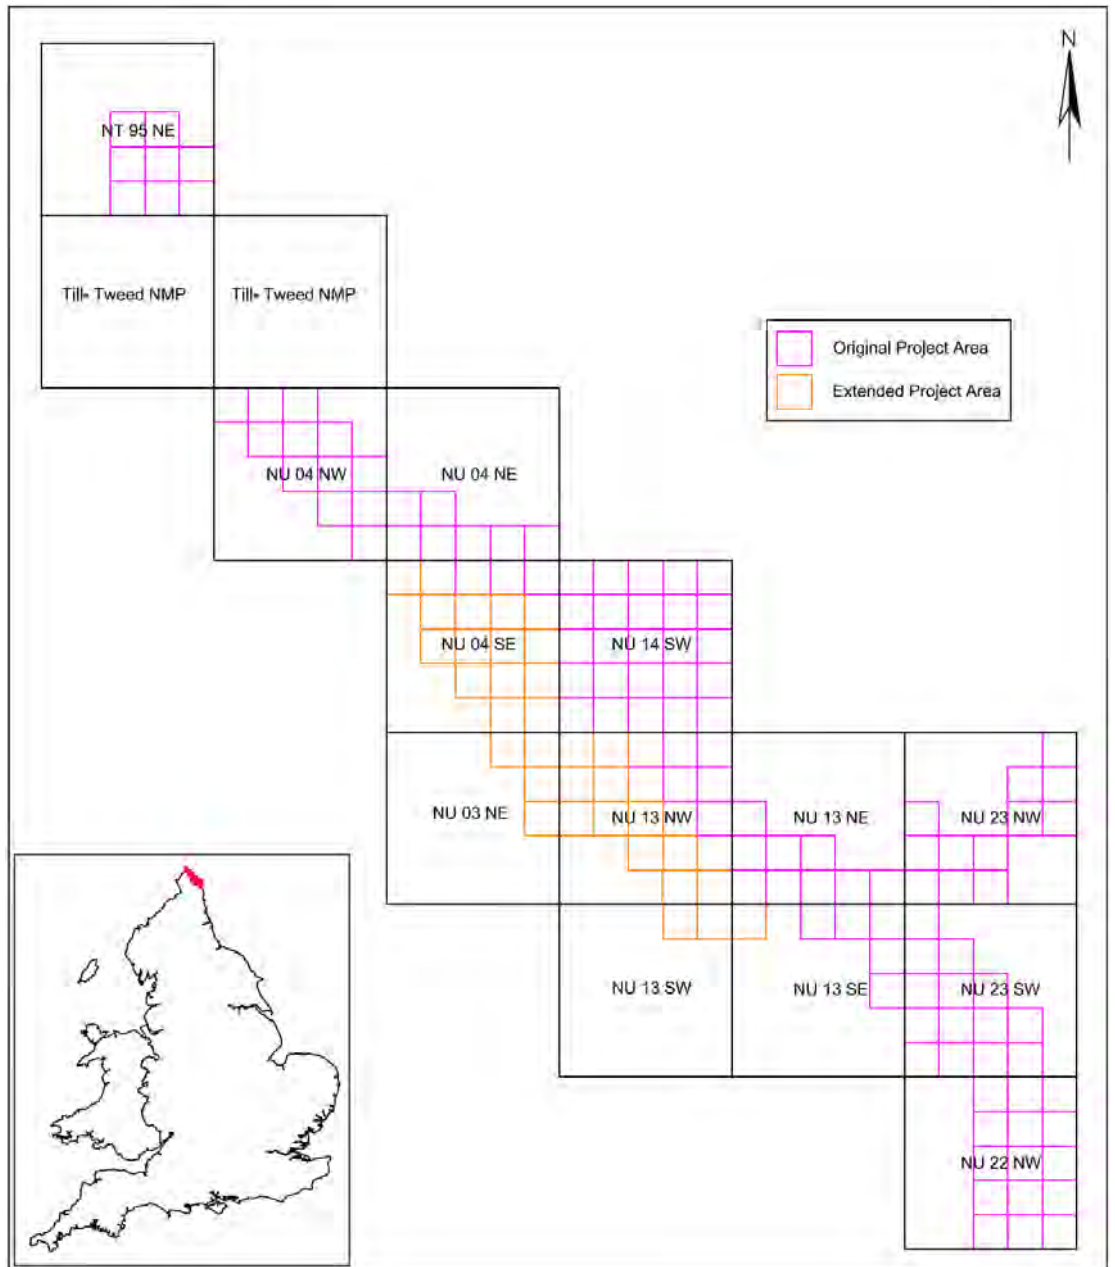 N
NT 95 NE
Till- Tweed NMP
Till- Tweed NMP
Original Project Area
Extended Project Area
NU 04 NW
NU 04 NE
NU 04 SE
NU 14 SW
NU 03 NE
NU 13 NW
NU 13 NE
NU 23 NW
NU 13 SW
NU 13 SE
NU 23 SW
NU 22 NW